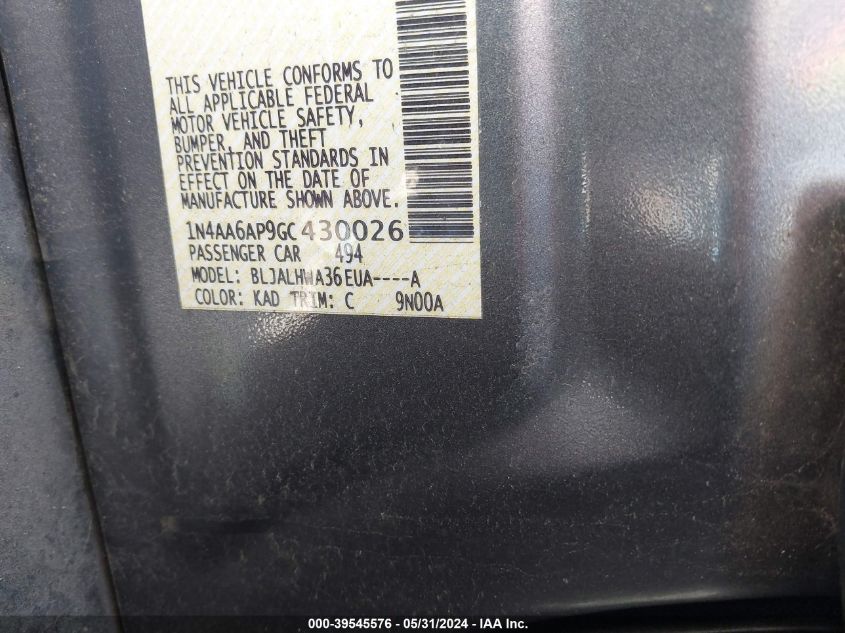 THIS VEHICLE CONFORMS TO
ALL APPLICABLE FEDERAL
MOTOR VEHICLE SAFETY,
BUMPER, AND THEFT
PREVENTION STANDARDS IN
EFFECT ON THE DATE OF
MANUFACTURE SHOWN ABOVE.
1N4AA6AP9GC430026
PASSENGER CAR 494
MODEL: BLJALHWA36EUA----A
COLOR: KAD TRIM: C 9N00A
000-39545576 - 05/31/2024 - IAA Inc.